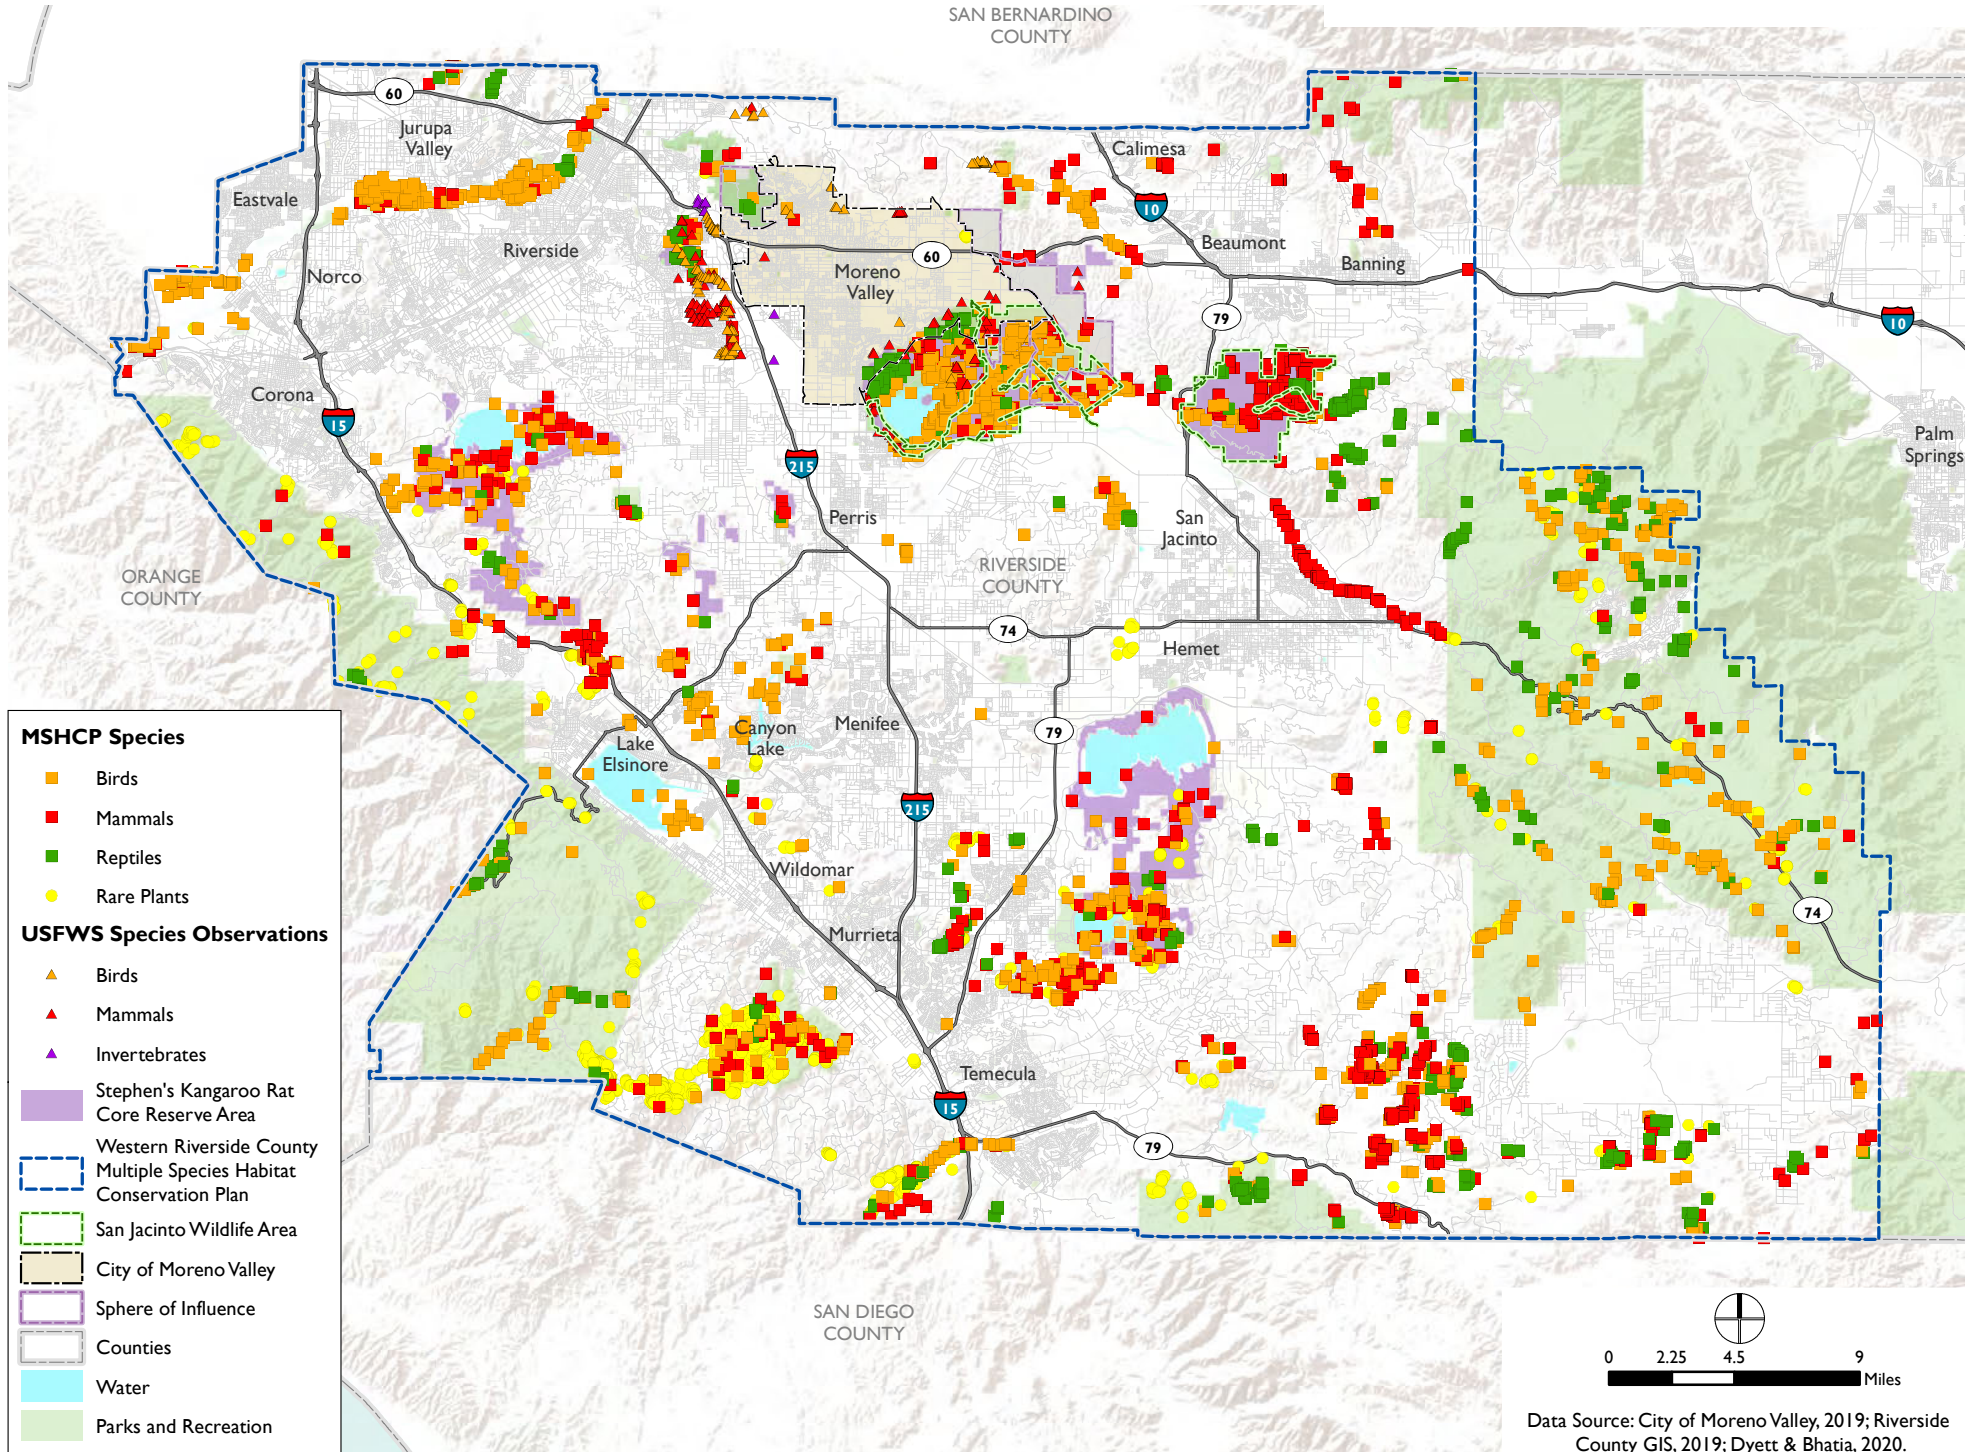 SAN BERNARDINO
COUNTY
60
Jurupa
Valley
Calimesa
Eastvale
10
Riverside
Beaumont
Norco
60
Moreno
Valley
Banning
79
10
Corona
15
Palm
Springs
215
Perris
San
Jacinto
ORANGE
COUNTY
RIVERSIDE
COUNTY
74
Hemet
Canyon
Lake
Menifee
79
Lake
Elsinore
215
Wildomar
74
Murrieta
Temecula
15
79
SAN DIEGO
COUNTY
MSHCP Species
Birds
Mammals
Reptiles
Rare Plants
USFWS Species Observations
Birds
Mammals
Invertebrates
Stephen's Kangaroo Rat
Core Reserve Area
Western Riverside County
Multiple Species Habitat
Conservation Plan
San Jacinto Wildlife Area
City of Moreno Valley
Sphere of Influence
Counties
Water
Parks and Recreation
0 2.25 4.5 9
Miles
Data Source: City of Moreno Valley, 2019; Riverside
County GIS, 2019; Dyett & Bhatia, 2020.